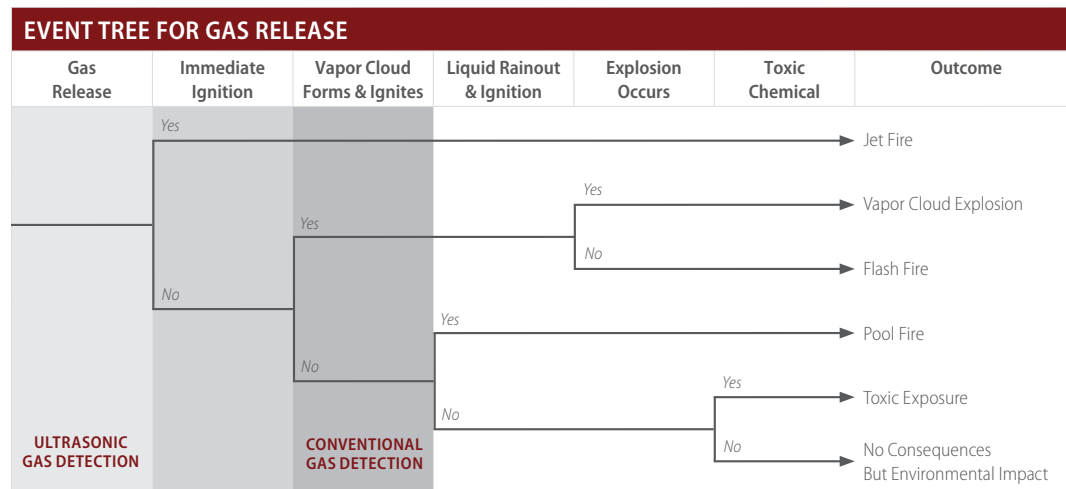 EVENT TREE FOR GAS RELEASE
Gas
Release
Immediate
Ignition
Vapor Cloud
Forms & Ignites
Liquid Rainout
& Ignition
Explosion
Occurs
Toxic
Chemical
Outcome
Yes
Jet Fire
Yes
Vapor Cloud Explosion
Yes
No
Flash Fire
No
Yes
Pool Fire
No
Yes
Toxic Exposure
No
ULTRASONIC
GAS DETECTION
CONVENTIONAL
GAS DETECTION
No
No Consequences
But Environmental Impact